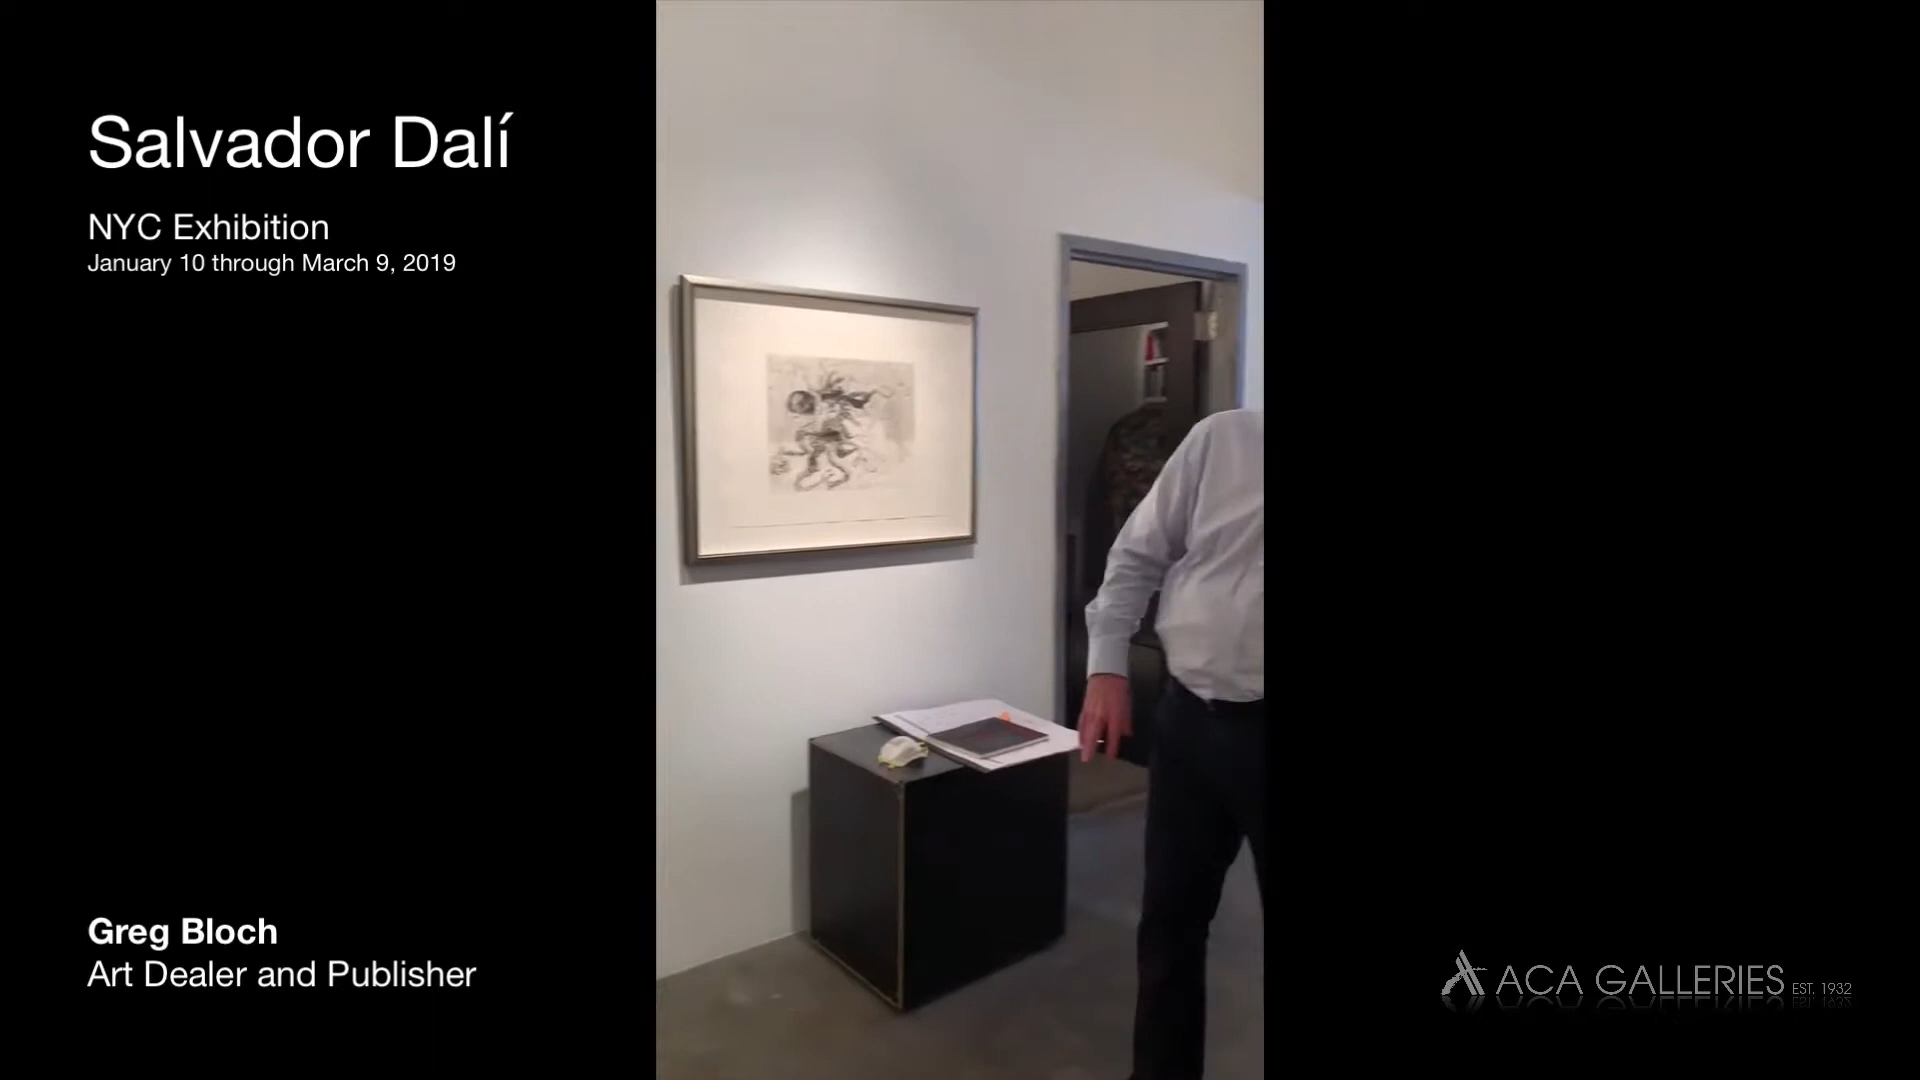 Salvador Dalí
NYC Exhibition
January 10 through March 9, 2019
Greg Bloch
Art Dealer and Publisher
ACA GALLERIES EST. 1932